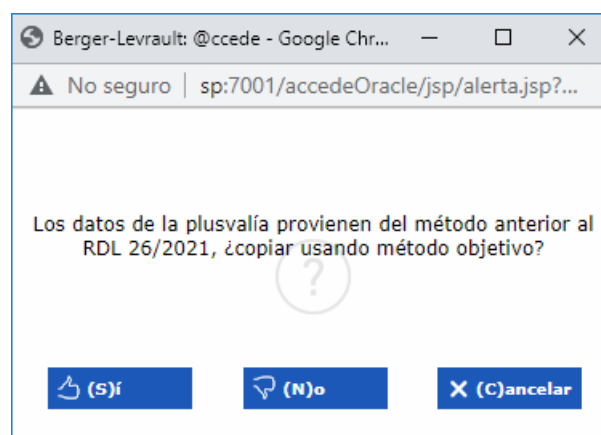 Berger-Levrault: @ccede - Google Chr...
No seguro | sp:7001/accedeOracle/jsp/alerta.jsp?...
Los datos de la plusvalía provienen del método anterior al
RDL 26/2021, ¿copiar usando método objetivo?
(S)í (N)o (C)ancelar